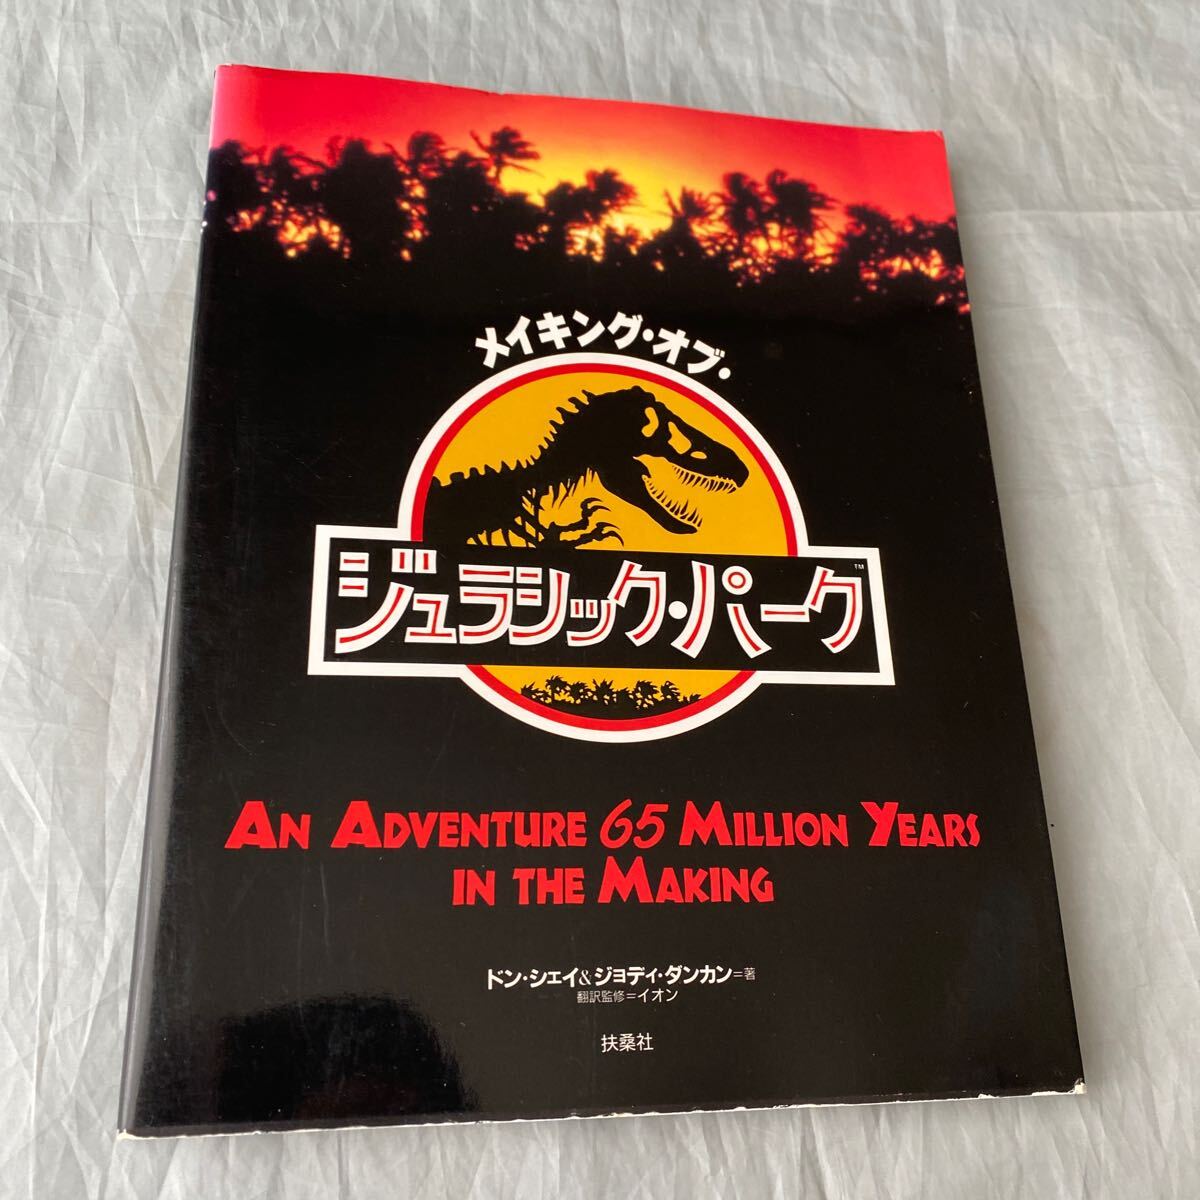 メイキング・オブ・
ジュラシック・パーク™
AN ADVENTURE 65 MILLION YEARS
IN THE MAKING
ドン・シェイ&ジョディ・ダンカン=著
翻訳監修=イオン
扶桑社